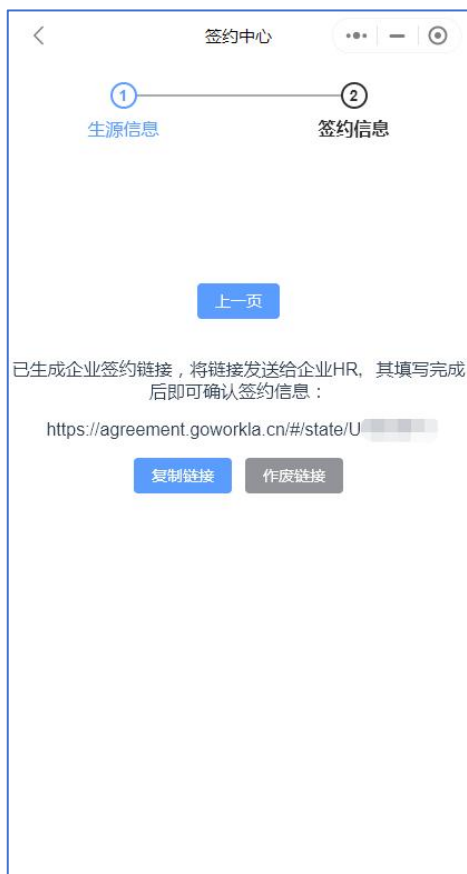 签约中心
1
2
生源信息
签约信息
上一页
已生成企业签约链接，将链接发送给企业HR，其填写完成
后即可确认签约信息：
https://agreement.goworkla.cn/#/state/U
复制链接
作废链接